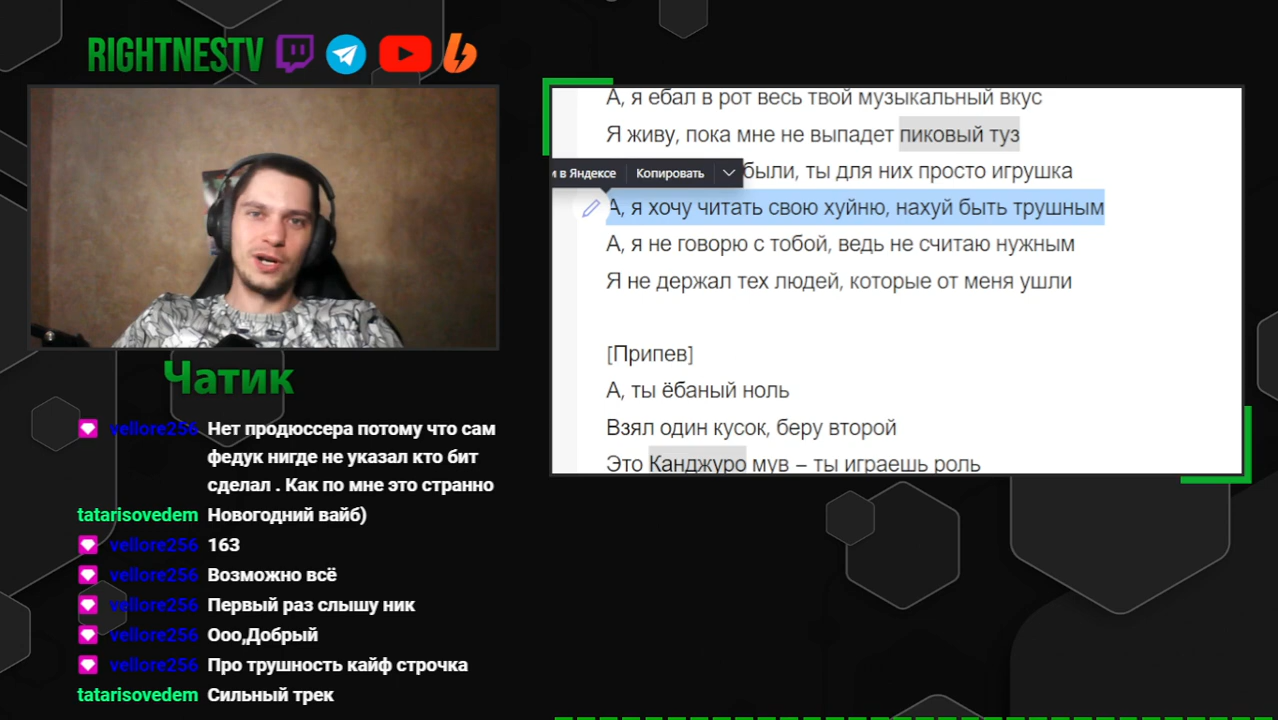 RIGHTNESTV
А, я ебал в рот весь твой музыкальный вкус
Я живу, пока мне не выпадет пиковый туз
были, ты для них просто игрушка
и в Яндексе Копировать
А, я хочу читать свою хуйню, нахуй быть трушным
А, я не говорю с тобой, ведь не считаю нужным
Я не держал тех людей, которые от меня ушли
[Припев]
А, ты ёбаный ноль
Взял один кусок, беру второй
Это Канджуро мув – ты играешь роль
Чатик
vellore256 Нет продюссера потому что сам
федук нигде не указал кто бит
сделал . Как по мне это странно
tatarisovedem Новогодний вайб)
vellore256 163
vellore256 Возможно всё
vellore256 Первый раз слышу ник
vellore256 Ооо,Добрый
vellore256 Про трушность кайф строчка
tatarisovedem Сильный трек